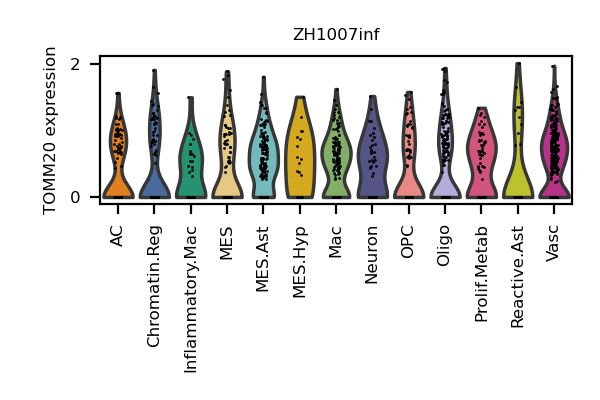 ZH1007inf
TOMM20 expression
2
0
AC
Chromatin.Reg
Inflammatory.Mac
MES
MES.Ast
MES.Hyp
Mac
Neuron
OPC
Oligo
Prolif.Metab
Reactive.Ast
Vasc